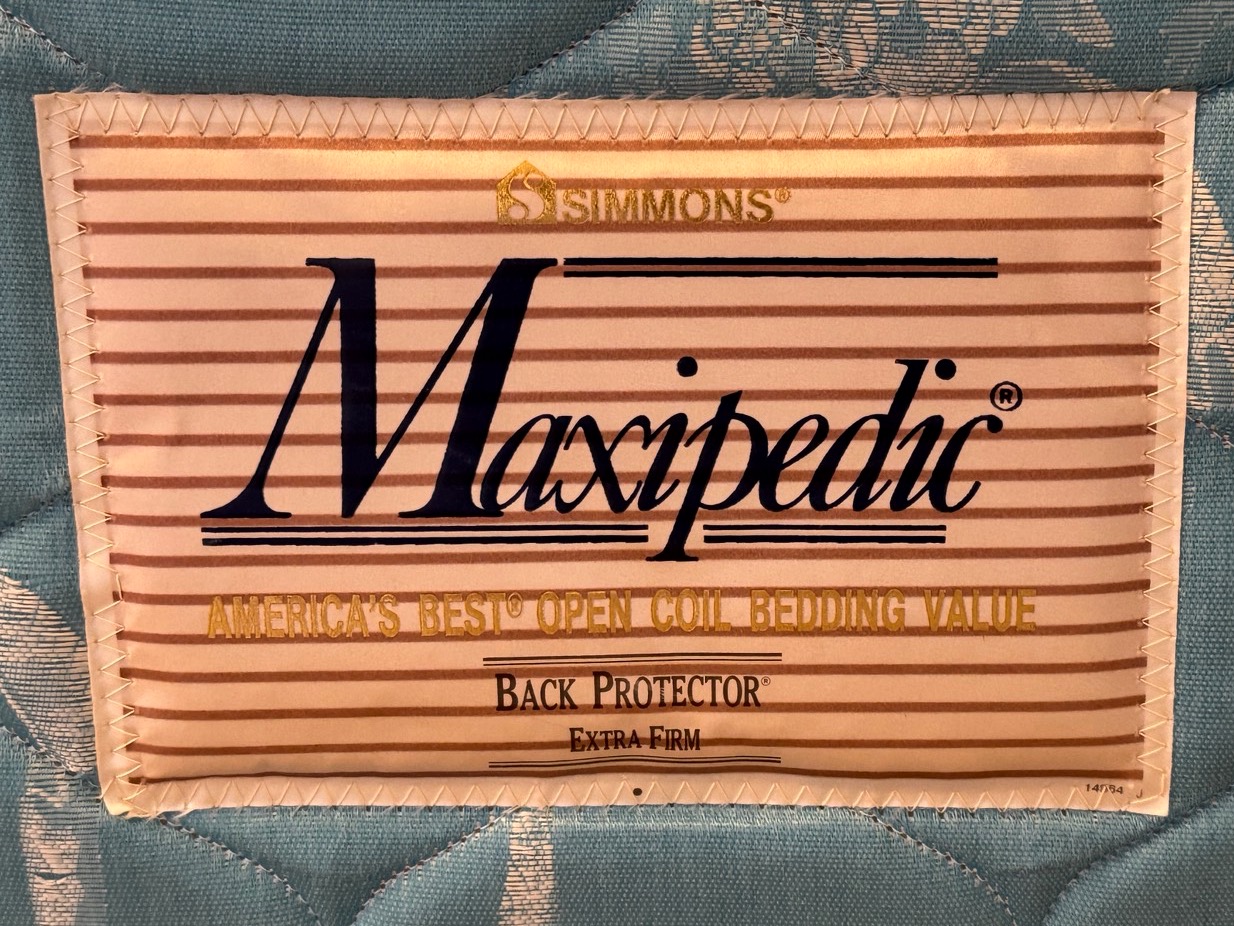 SIMMONS®
Maxipedic®
AMERICA'S BEST® OPEN COIL BEDDING VALUE
BACK PROTECTOR®
EXTRA FIRM